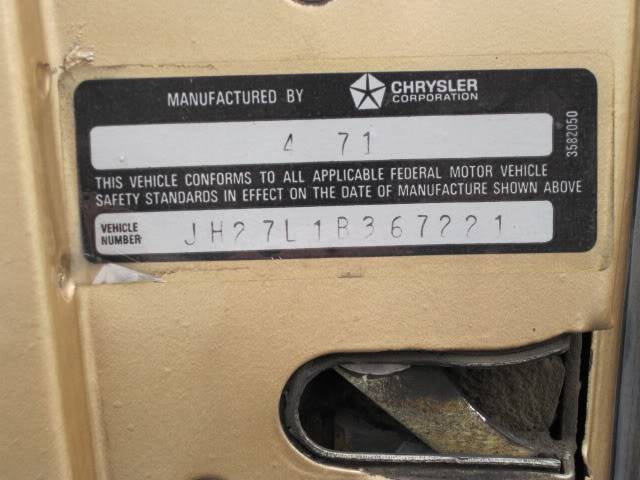 MANUFACTURED BY CHRYSLER CORPORATION
4 71
THIS VEHICLE CONFORMS TO ALL APPLICABLE FEDERAL MOTOR VEHICLE
SAFETY STANDARDS IN EFFECT ON THE DATE OF MANUFACTURE SHOWN ABOVE
VEHICLE NUMBER JH27L1B367221
3582050